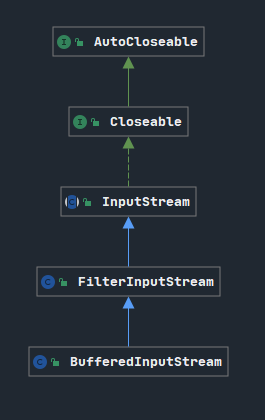 I AutoCloseable
I Closeable
C InputStream
C FilterInputStream
C BufferedInputStream